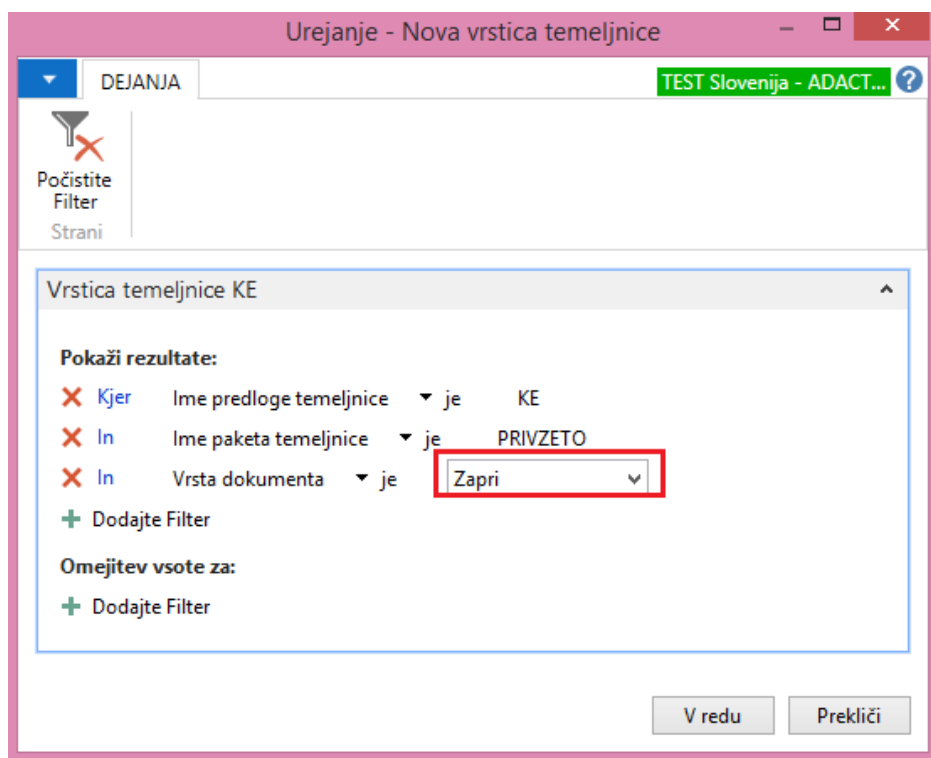 Urejanje - Nova vrstica temeljnice
DEJANJA
TEST Slovenija - ADACT...
Počistite
Filter
Strani
Vrstica temeljnice KE
Pokaži rezultate:
Kjer Ime predloge temeljnice je KE
In Ime paketa temeljnice je PRIVZETO
In Vrsta dokumenta je Zapri
Dodajte Filter
Omejitev vsote za:
Dodajte Filter
V redu Prekliči